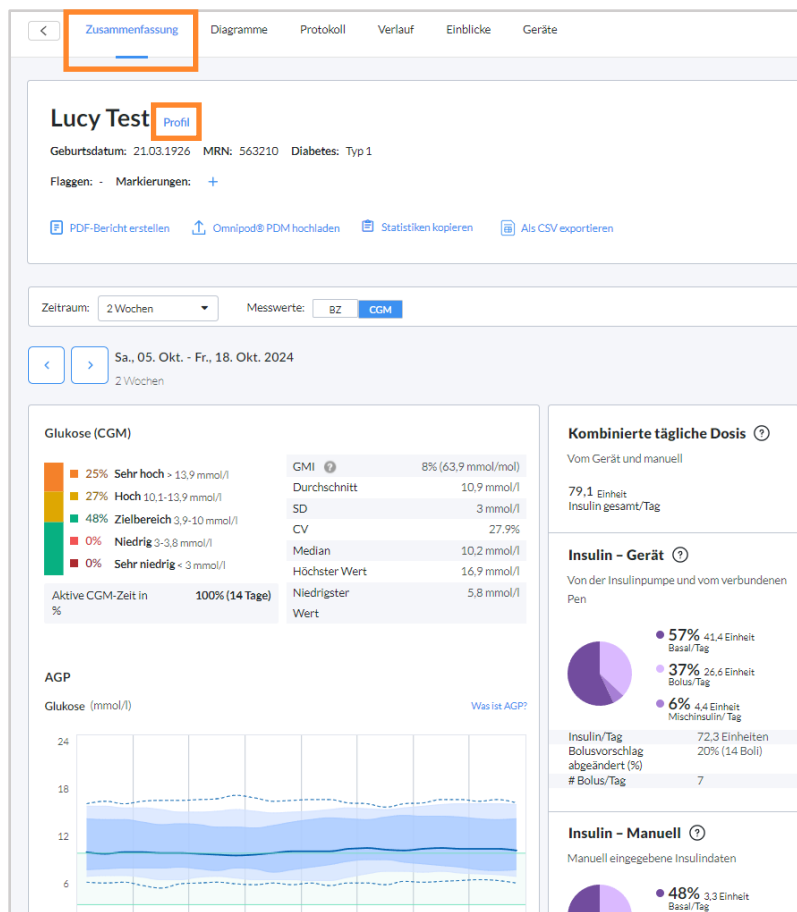 Zusammenfassung Diagramme Protokoll Verlauf Einblicke Geräte
Lucy Test Profil
Geburtsdatum: 21.03.1926 MRN: 563210 Diabetes: Typ 1
Flaggen: - Markierungen: +
PDF-Bericht erstellen Omnipod® PDM hochladen Statistiken kopieren Als CSV exportieren
Zeitraum: 2 Wochen Messwerte: BZ CGM
Sa., 05. Okt. - Fr., 18. Okt. 2024
2 Wochen
Glukose (CGM)
25% Sehr hoch > 13,9 mmol/l
27% Hoch 10,1-13,9 mmol/l
48% Zielbereich 3,9-10 mmol/l
0% Niedrig 3-3,8 mmol/l
0% Sehr niedrig < 3 mmol/l
Aktive CGM-Zeit in 100% (14 Tage)
%
GMI ? 8% (63,9 mmol/mol)
Durchschnitt 10,9 mmol/l
SD 3 mmol/l
CV 27.9%
Median 10,2 mmol/l
Höchster Wert 16,9 mmol/l
Niedrigster 5,8 mmol/l
Wert
AGP
Glukose (mmol/l) Was ist AGP?
24
18
12
6
Kombinierte tägliche Dosis ?
Vom Gerät und manuell
79,1 Einheit
Insulin gesamt/Tag
Insulin – Gerät ?
Von der Insulinpumpe und vom verbundenen
Pen
57% 41,4 Einheit
Basal/Tag
37% 26,6 Einheit
Bolus/Tag
6% 4,4 Einheit
Mischinsulin/ Tag
Insulin/Tag 72,3 Einheiten
Bolusvorschlag 20% (14 Boli)
abgeändert (%)
# Bolus/Tag 7
Insulin – Manuell ?
Manuell eingegebene Insulindaten
48% 3,3 Einheit
Basal/Tag